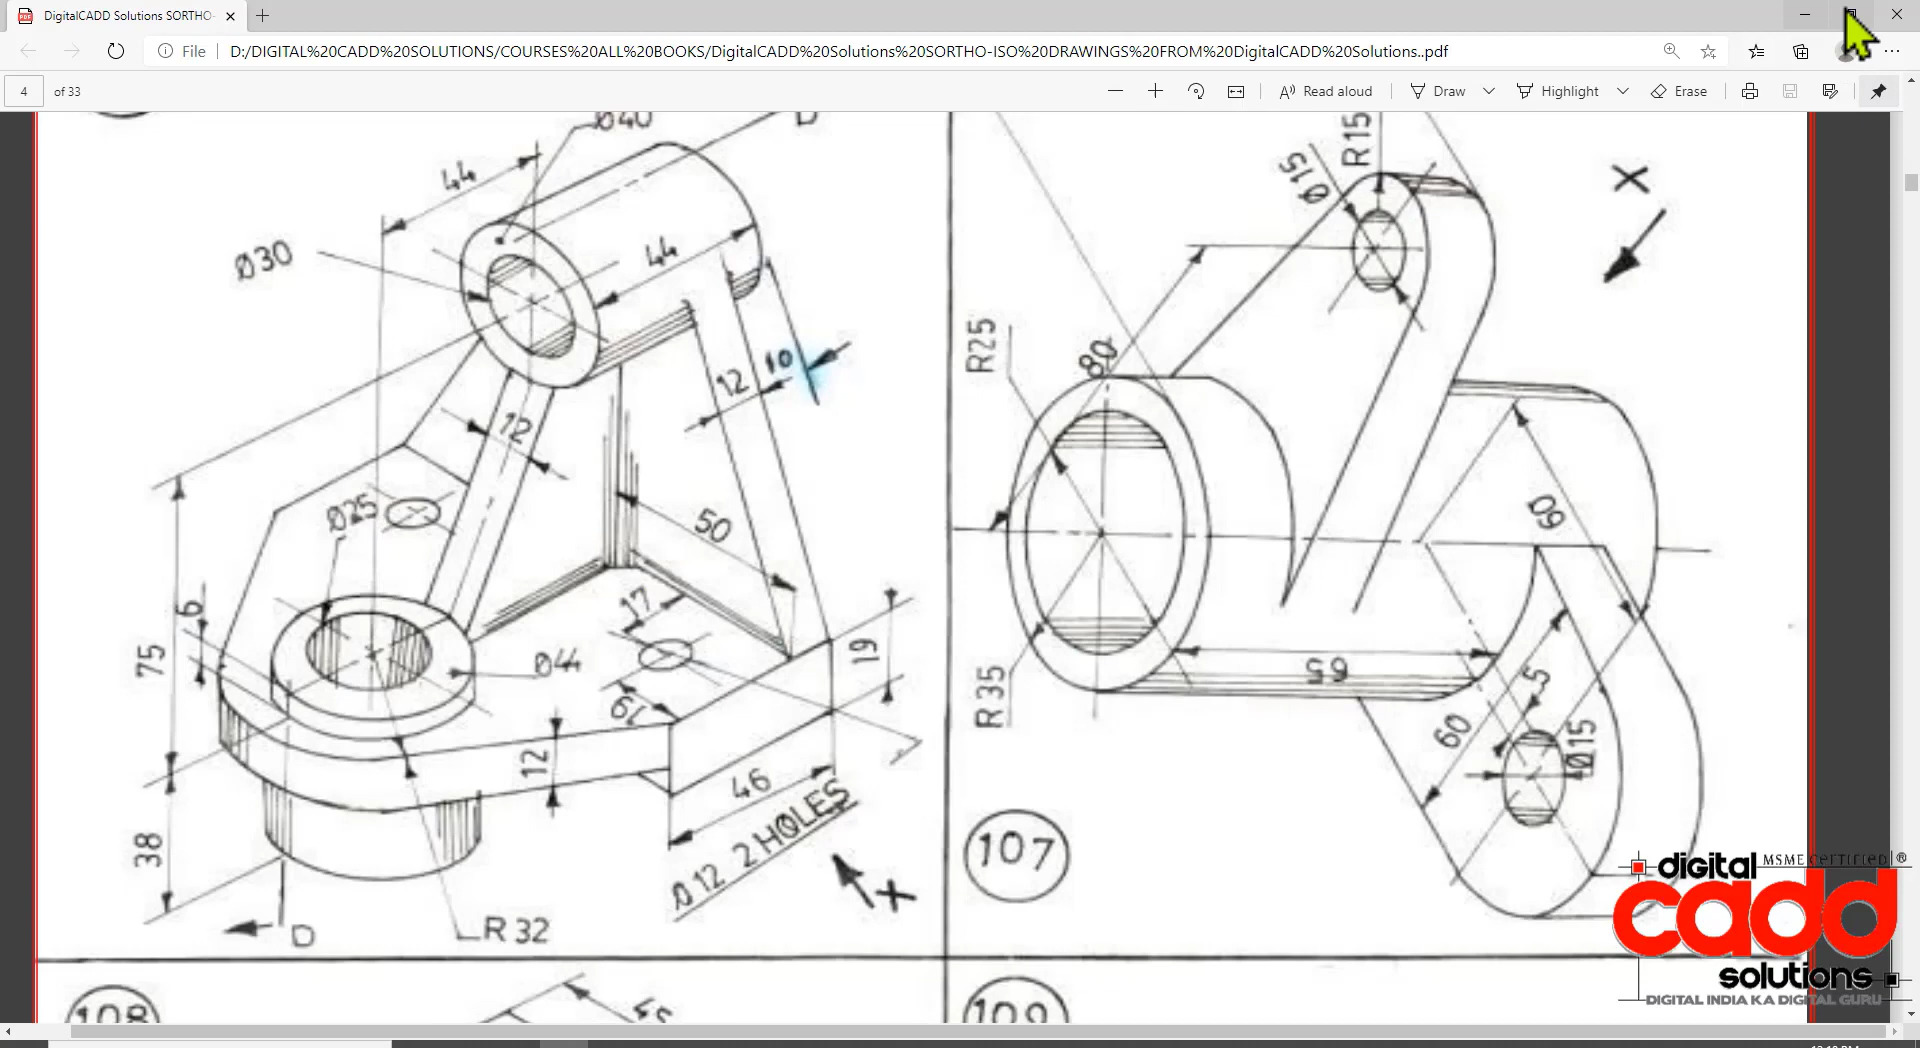 DigitalCADD Solutions SORTHO-
File
D:/DIGITAL%20CADD%20SOLUTIONS/COURSES%20ALL%20BOOKS/DigitalCADD%20Solutions%20SORTHO-ISO%20DRAWINGS%20FROM%20DigitalCADD%20Solutions..pdf
4 of 33
Read aloud
Draw
Highlight
Erase
Ø40
D
44
Ø30
44
12
10
12
Ø25
50
6
17
75
Ø44
19
19
12
46
38
Ø12 2 HOLES
X
R32
D
R15
Ø15
X
R25
80
60
65
R35
5
60
Ø15
107
108
45
109
digital MSME CERTIFIED ®
cadd
solutions
DIGITAL INDIA KA DIGITAL GURU